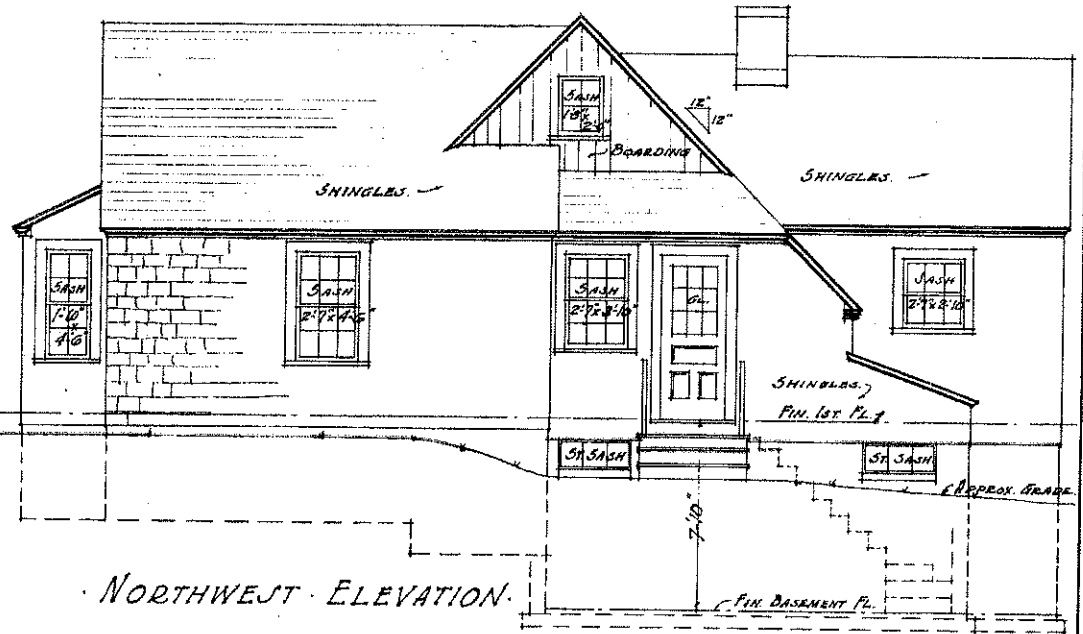 SASH
1'-8" x
2'-6"
12"
12"
BOARDING
SHINGLES.
SHINGLES.
SASH
1'-10"
x
4'-6"
SASH
2'-7" x 4'-6"
SASH
2'-7" x 3'-10"
GL.
SASH
2'-7" x 2'-10"
SHINGLES.
FIN. 1ST. FL.
ST. SASH
ST. SASH
APPROX. GRADE.
7'-10"
FIN. BASEMENT FL.
· NORTHWEST · ELEVATION ·